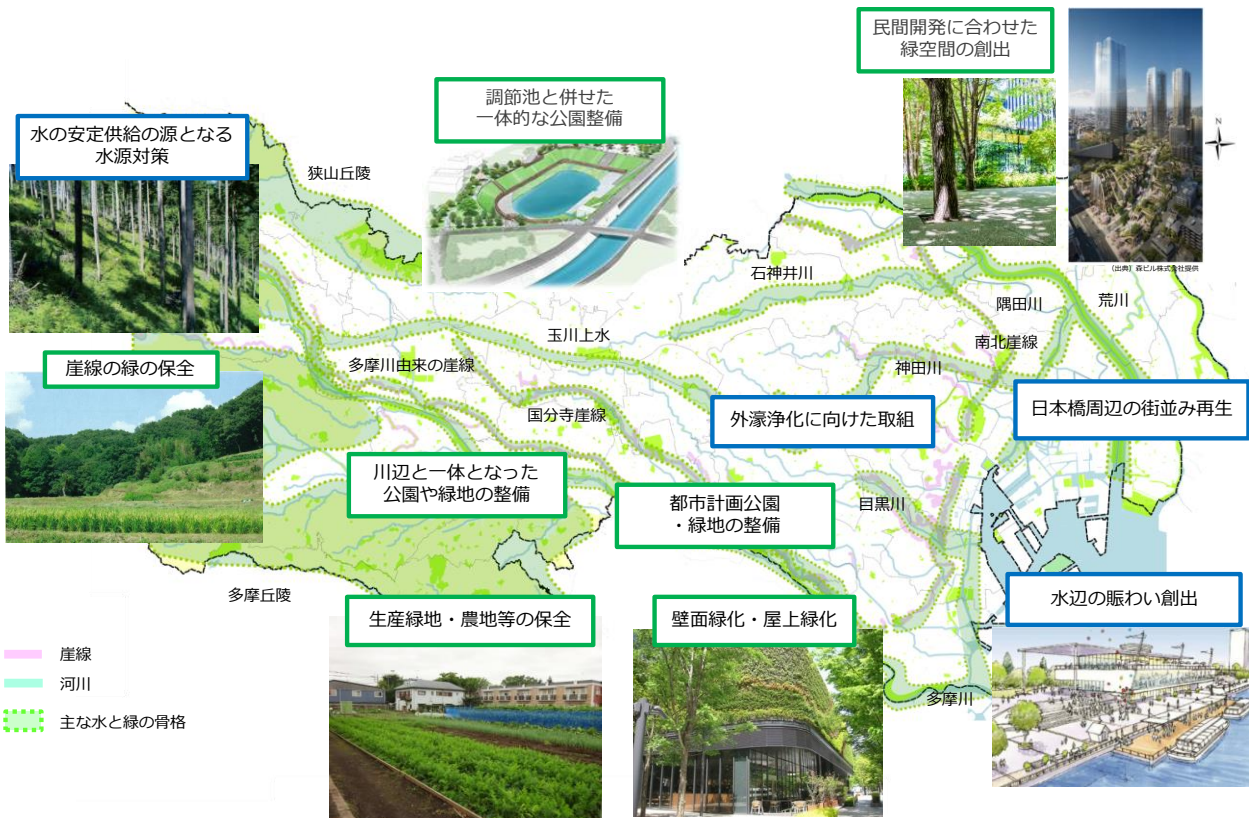 民間開発に合わせた
緑空間の創出
調節池と併せた
一体的な公園整備
水の安定供給の源となる
水源対策
狭山丘陵
（出典）森ビル株式会社提供
石神井川
隅田川
荒川
玉川上水
南北崖線
崖線の緑の保全
多摩川由来の崖線
神田川
国分寺崖線
外濠浄化に向けた取組
日本橋周辺の街並み再生
川辺と一体となった
公園や緑地の整備
都市計画公園
・緑地の整備
目黒川
多摩丘陵
生産緑地・農地等の保全
壁面緑化・屋上緑化
水辺の賑わい創出
崖線
河川
主な水と緑の骨格
多摩川